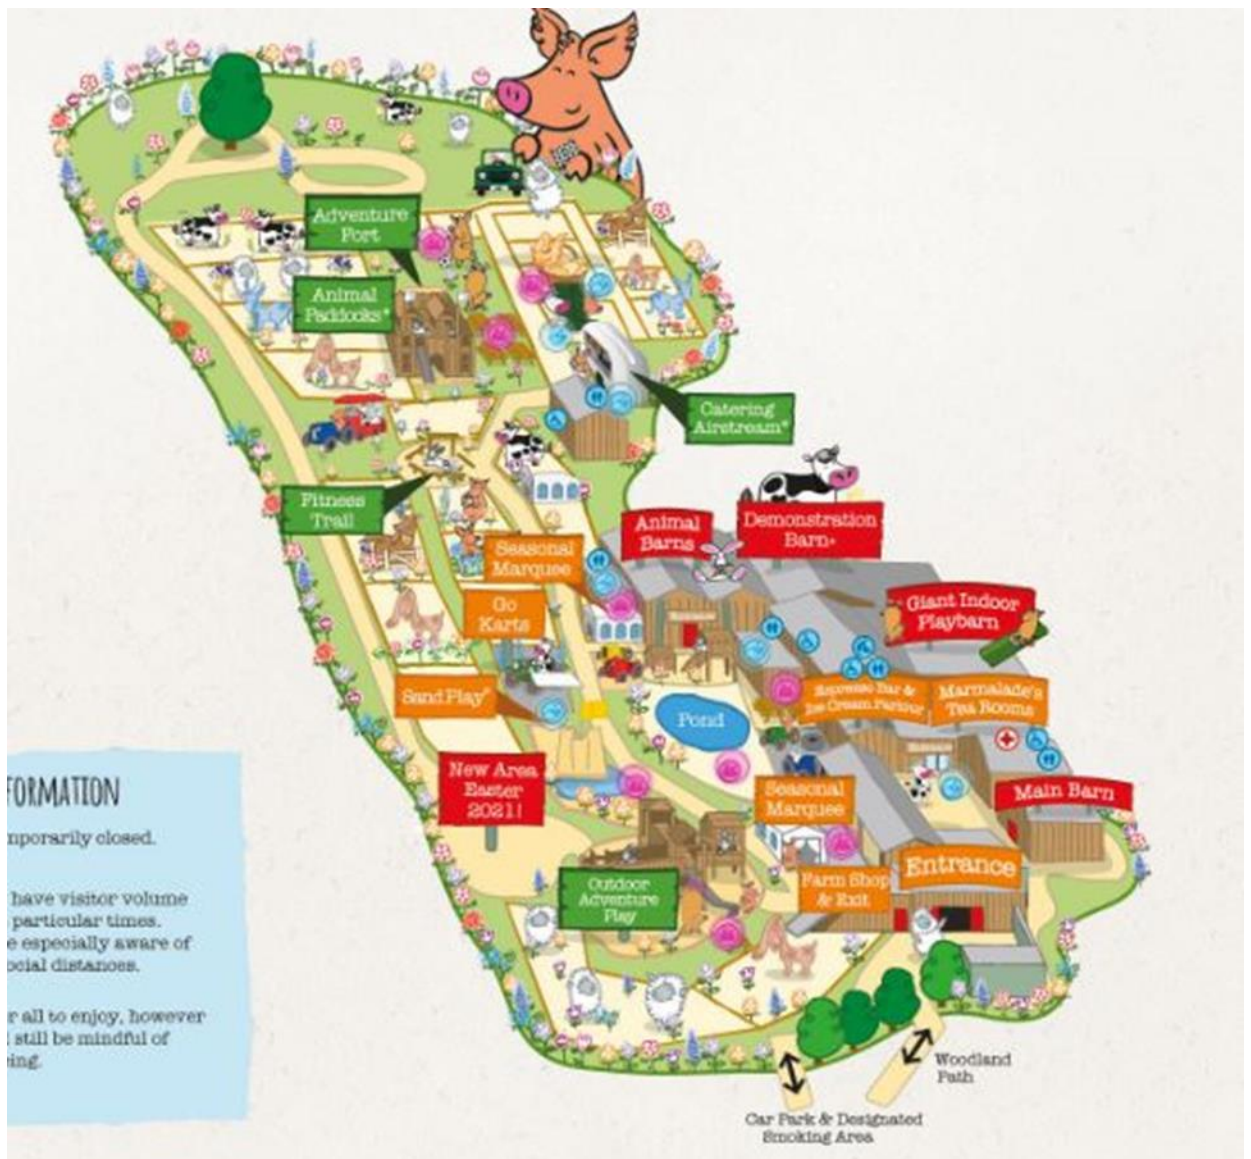 Adventure
Fort
Animal
Paddocks*
Catering
Airstream*
Fitness
Trail
Animal
Barns
Demonstration
Barn*
Seasonal
Marquee
Go
Karts
Giant Indoor
Playbarn
Sand Play*
Espresso Bar &
Ice Cream Parlour
Marmalade's
Tea Rooms
Pond
New Area
Easter
2021!
Seasonal
Marquee
Main Barn
Entrance
Farm Shop
& Exit
Outdoor
Adventure
Play
Woodland
Path
Car Park & Designated
Smoking Area
FORMATION
mporarily closed.
have visitor volume
particular times.
e especially aware of
ocial distances.
r all to enjoy, however
still be mindful of
eing.